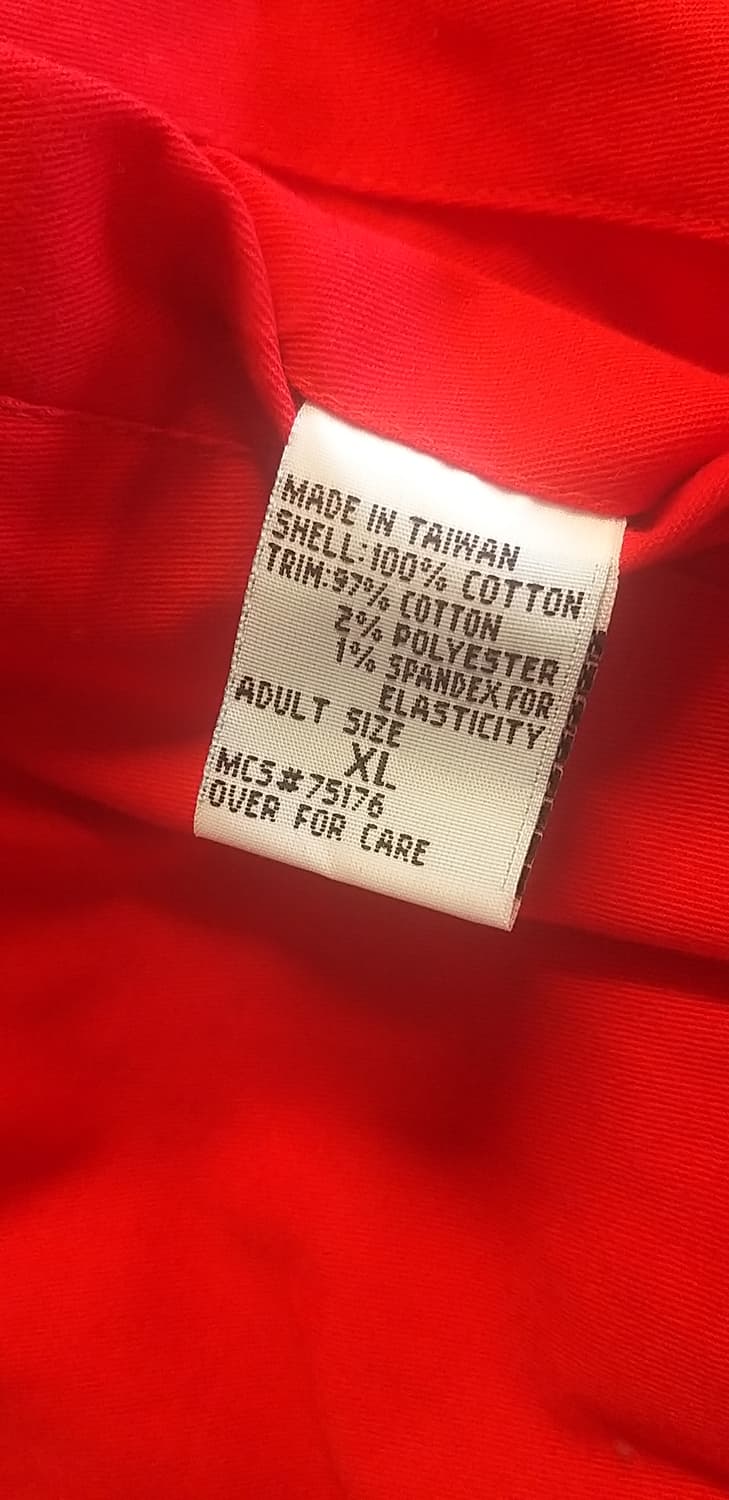 MADE IN TAIWAN
SHELL:100% COTTON
TRIM:97% COTTON
2% POLYESTER
1% SPANDEX FOR
ELASTICITY
ADULT SIZE
XL
MCS#75176
OVER FOR CARE